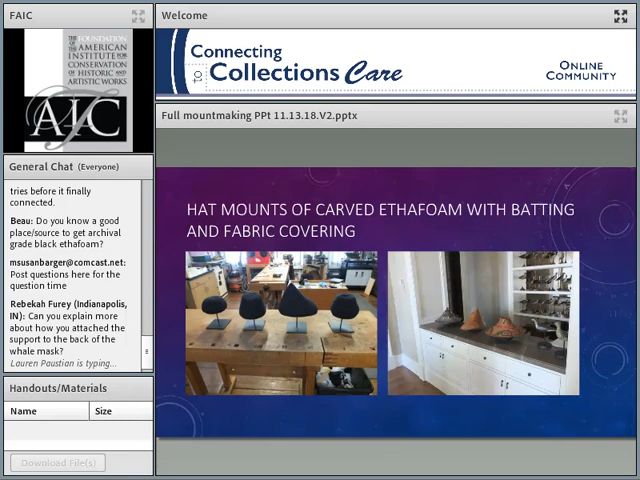 FAIC
THE FOUNDATION
OF THE AMERICAN
INSTITUTE FOR
CONSERVATION
OF HISTORIC AND
ARTISTIC WORKS
AIC
General Chat (Everyone)
tries before it finally
connected.
Beau: Do you know a good
place/source to get archival
grade black ethafoam?
msusanbarger@comcast.net:
Post questions here for the
question time
Rebekah Furey (Indianapolis,
IN): Can you explain more
about how you attached the
support to the back of the
whale mask?
Lauren Paustian is typing...
Handouts/Materials
Name Size
Download File(s)
Welcome
Connecting
to Collections Care
ONLINE
COMMUNITY
Full mountmaking PPt 11.13.18.V2.pptx
HAT MOUNTS OF CARVED ETHAFOAM WITH BATTING
AND FABRIC COVERING